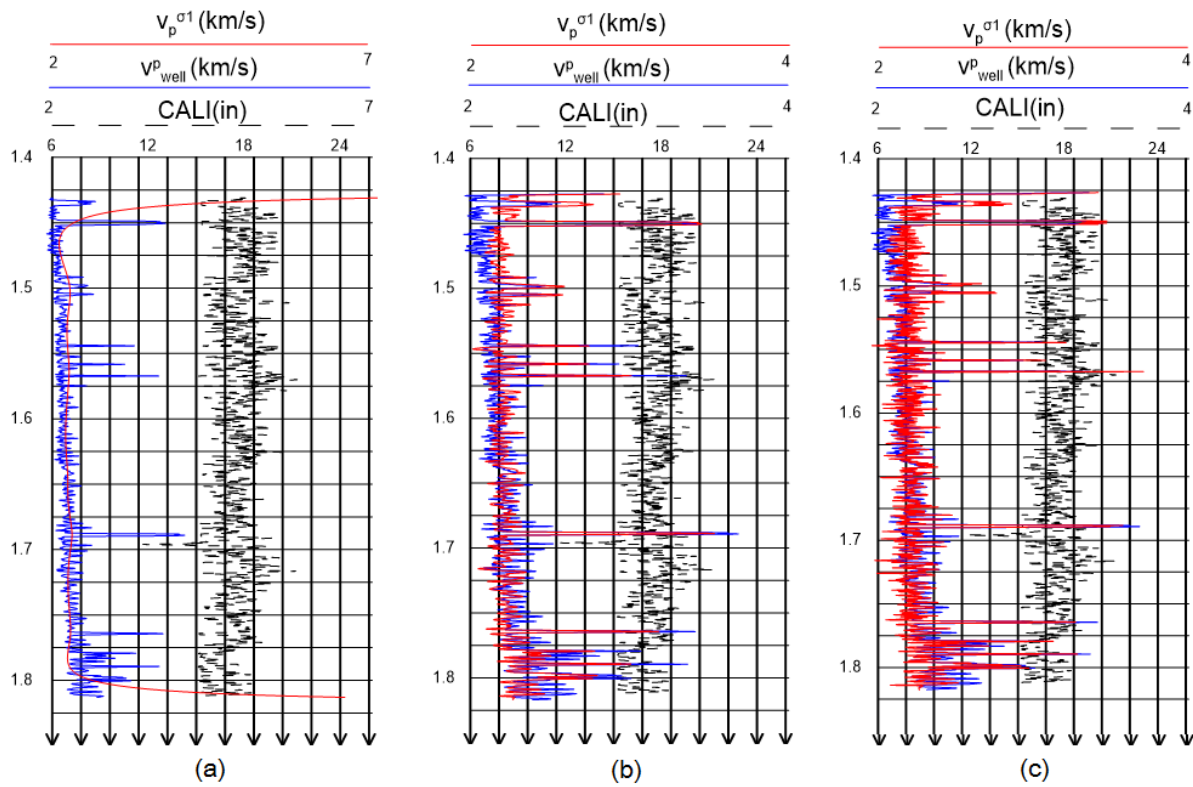 vₚσ1 (km/s)
2 7
vᵖwell (km/s)
2 7
CALI(in)
6 12 18 24
1.4
1.5
1.6
1.7
1.8
(a)
vₚσ1 (km/s)
2 4
vᵖwell (km/s)
2 4
CALI(in)
6 12 18 24
1.4
1.5
1.6
1.7
1.8
(b)
vₚσ1 (km/s)
2 4
vᵖwell (km/s)
2 4
CALI(in)
6 12 18 24
1.4
1.5
1.6
1.7
1.8
(c)